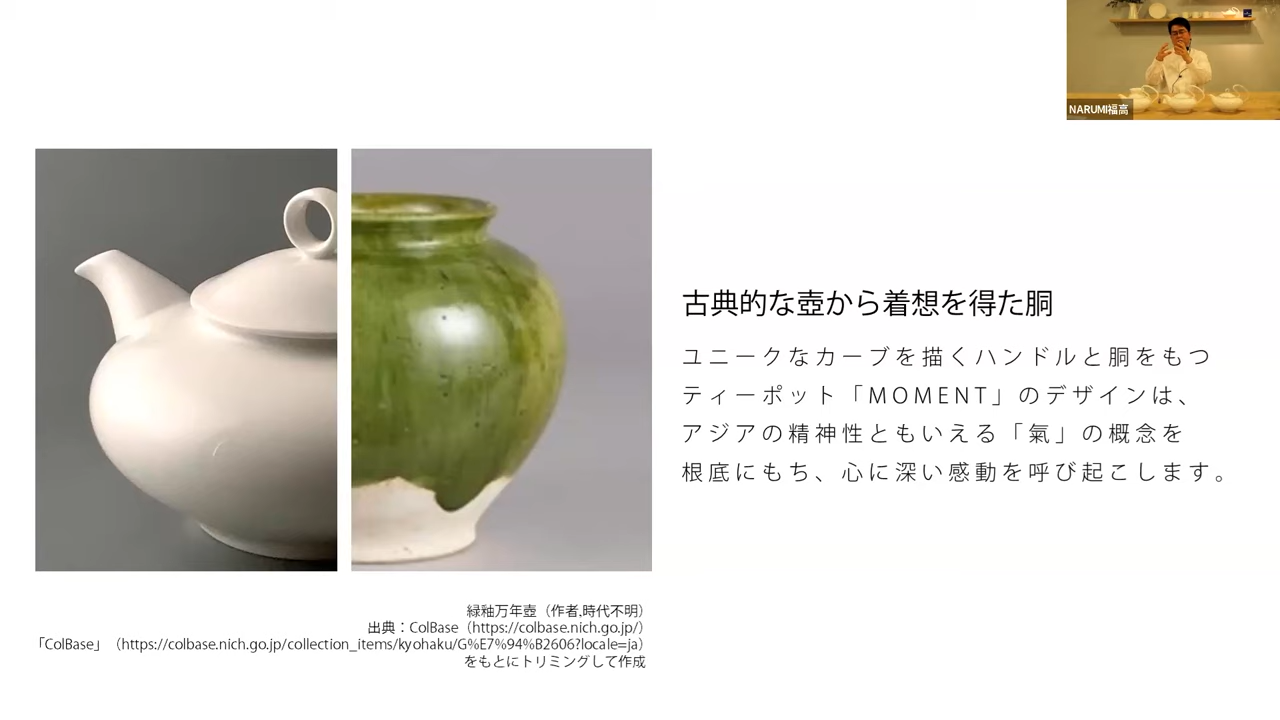 NARUMI福高
古典的な壺から着想を得た胴
ユニークなカーブを描くハンドルと胴をもつ
ティーポット「MOMENT」のデザインは、
アジアの精神性ともいえる「氣」の概念を
根底にもち、心に深い感動を呼び起こします。
緑釉万年壺（作者,時代不明）
出典：ColBase（https://colbase.nich.go.jp/）
「ColBase」（https://colbase.nich.go.jp/collection_items/kyohaku/G%E7%94%B2606?locale=ja）
をもとにトリミングして作成